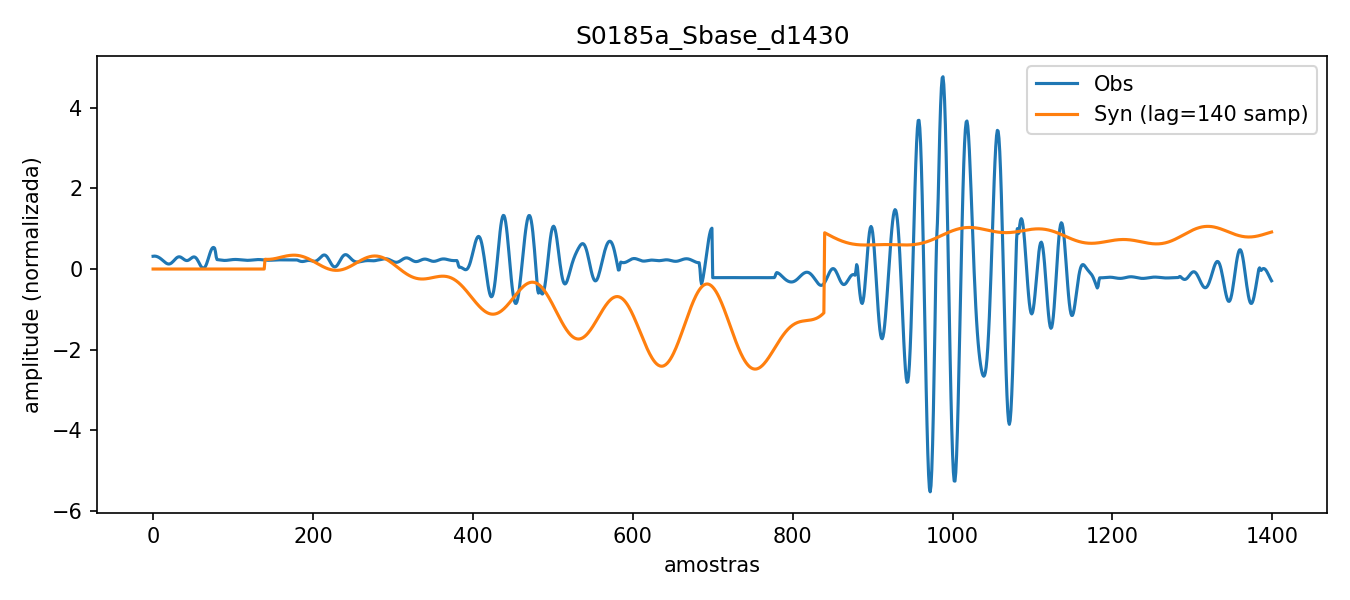 S0185a_Sbase_d1430
Obs
Syn (lag=140 samp)
amplitude (normalizada)
4
2
0
−2
−4
−6
0 200 400 600 800 1000 1200 1400
amostras